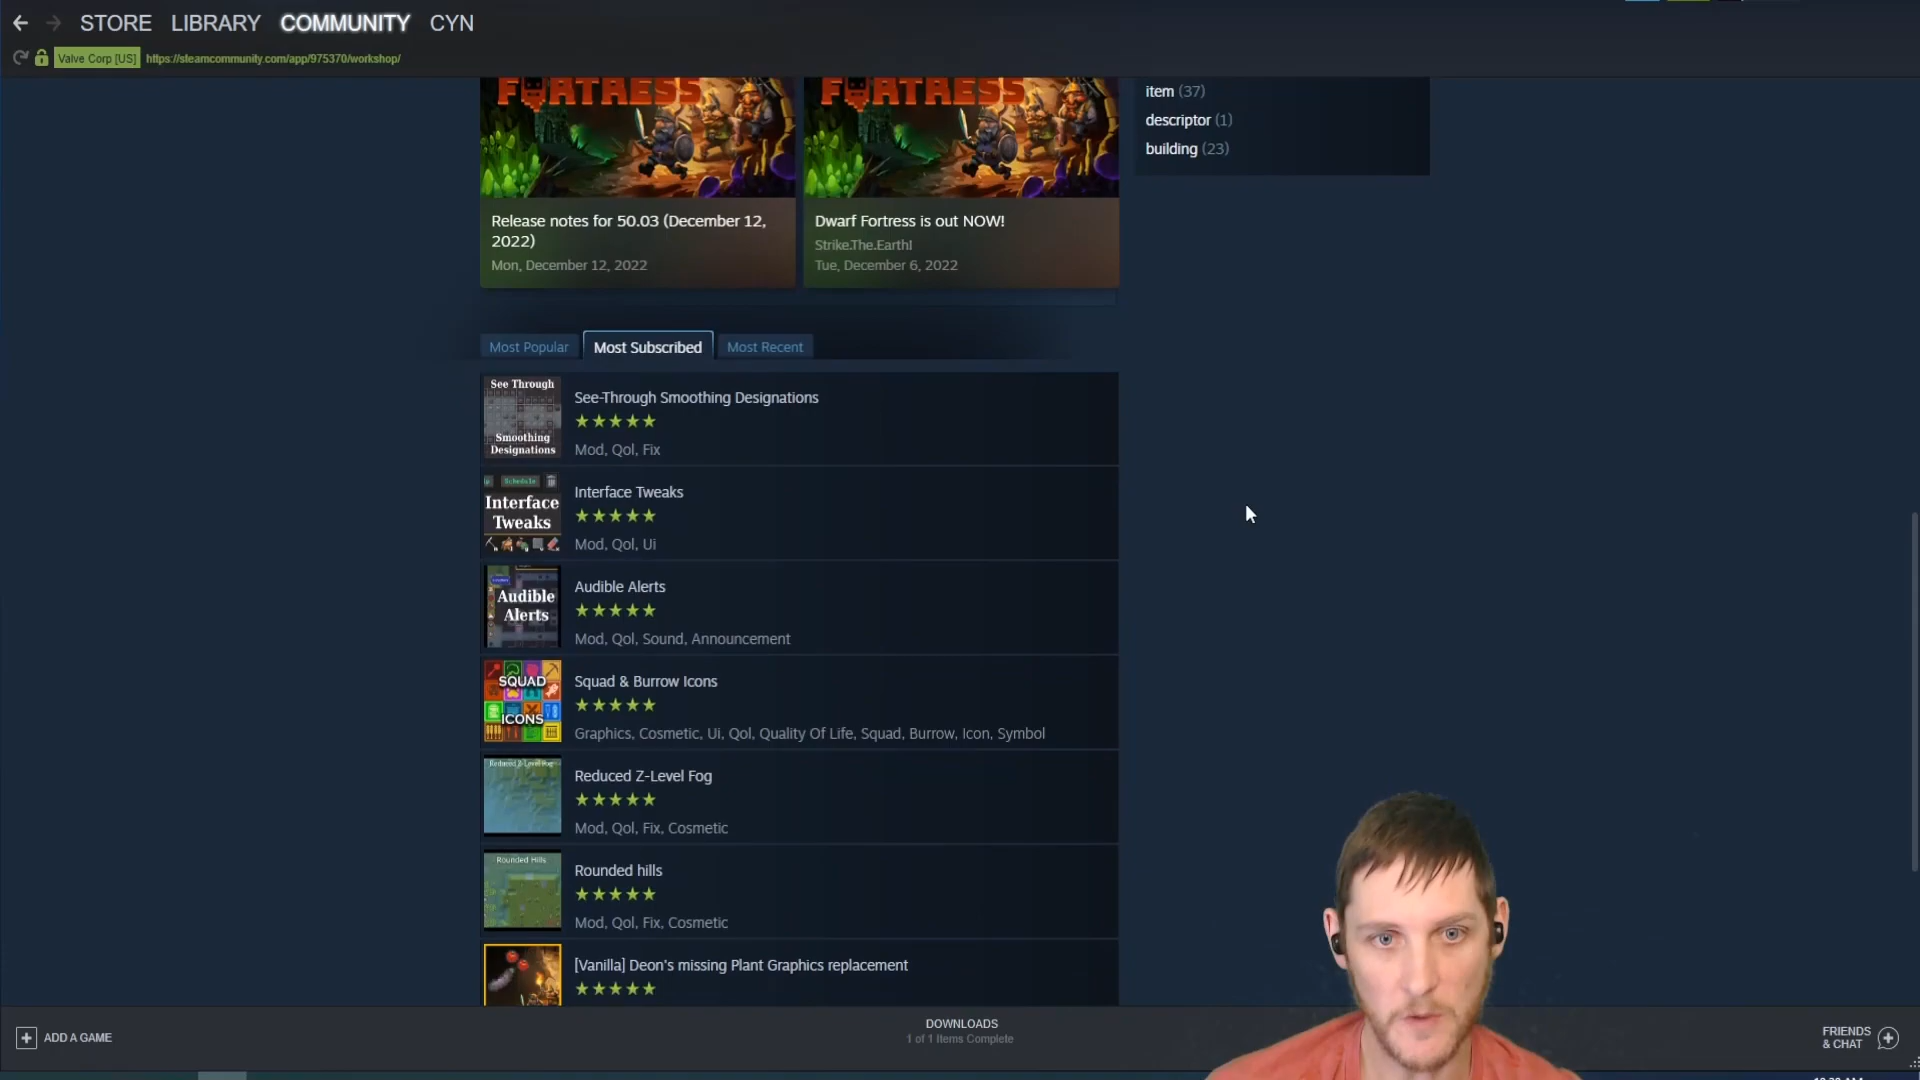 STORE LIBRARY COMMUNITY CYN
Valve Corp [US] https://steamcommunity.com/app/975370/workshop/
FORTRESS
FORTRESS
item (37)
descriptor (1)
building (23)
Release notes for 50.03 (December 12,
2022)
Mon, December 12, 2022
Dwarf Fortress is out NOW!
Strike.The.Earth!
Tue, December 6, 2022
Most Popular Most Subscribed Most Recent
See Through
Smoothing
Designations
See-Through Smoothing Designations
Mod, Qol, Fix
Schedule
Interface
Tweaks
Interface Tweaks
Mod, Qol, Ui
Audible
Alerts
Audible Alerts
Mod, Qol, Sound, Announcement
SQUAD
ICONS
Squad & Burrow Icons
Graphics, Cosmetic, Ui, Qol, Quality Of Life, Squad, Burrow, Icon, Symbol
Reduced Z-Level Fog
Reduced Z-Level Fog
Mod, Qol, Fix, Cosmetic
Rounded Hills
Rounded hills
Mod, Qol, Fix, Cosmetic
[Vanilla] Deon's missing Plant Graphics replacement
ADD A GAME
DOWNLOADS
1 of 1 Items Complete
FRIENDS
& CHAT